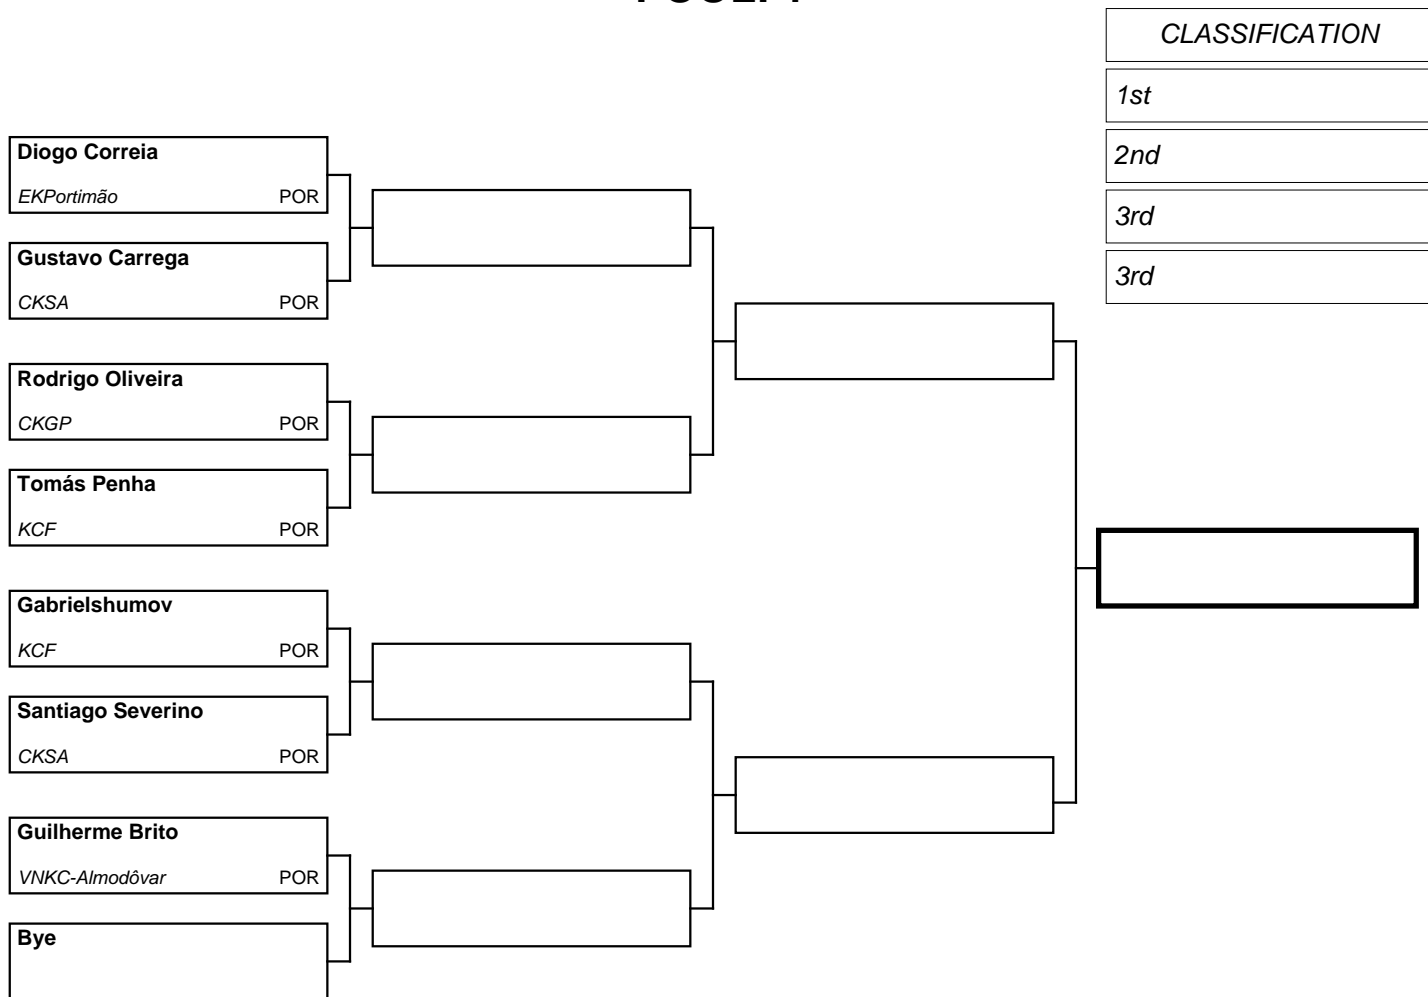 CLASSIFICATION
1st
2nd
3rd
3rd
Diogo Correia
EKPortimão POR
Gustavo Carrega
CKSA POR
Rodrigo Oliveira
CKGP POR
Tomás Penha
KCF POR
Gabrielshumov
KCF POR
Santiago Severino
CKSA POR
Guilherme Brito
VNKC-Almodôvar POR
Bye